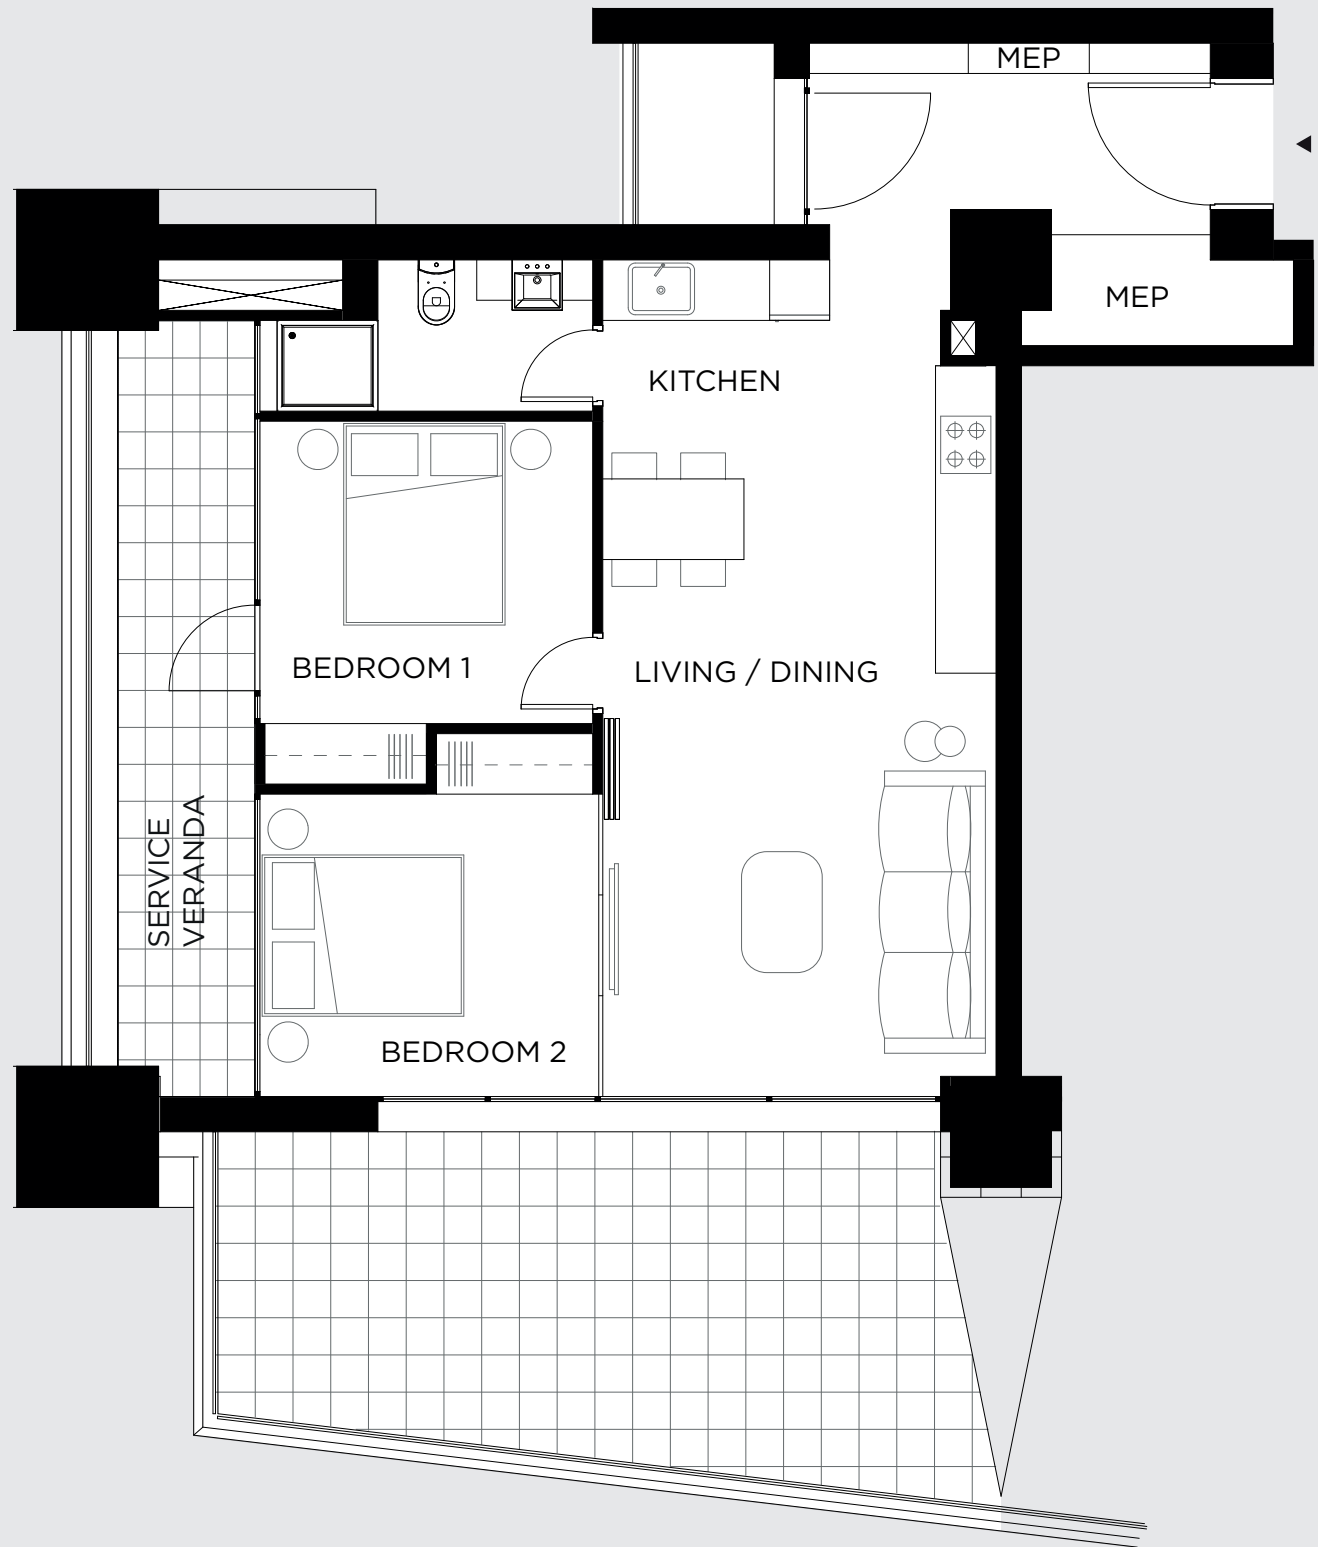 MEP
MEP
KITCHEN
BEDROOM 1
LIVING / DINING
SERVICE
VERANDA
BEDROOM 2